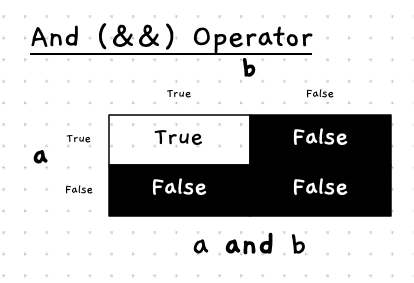 And (&&) Operator
b
True False
True True False
a
False False False
a and b